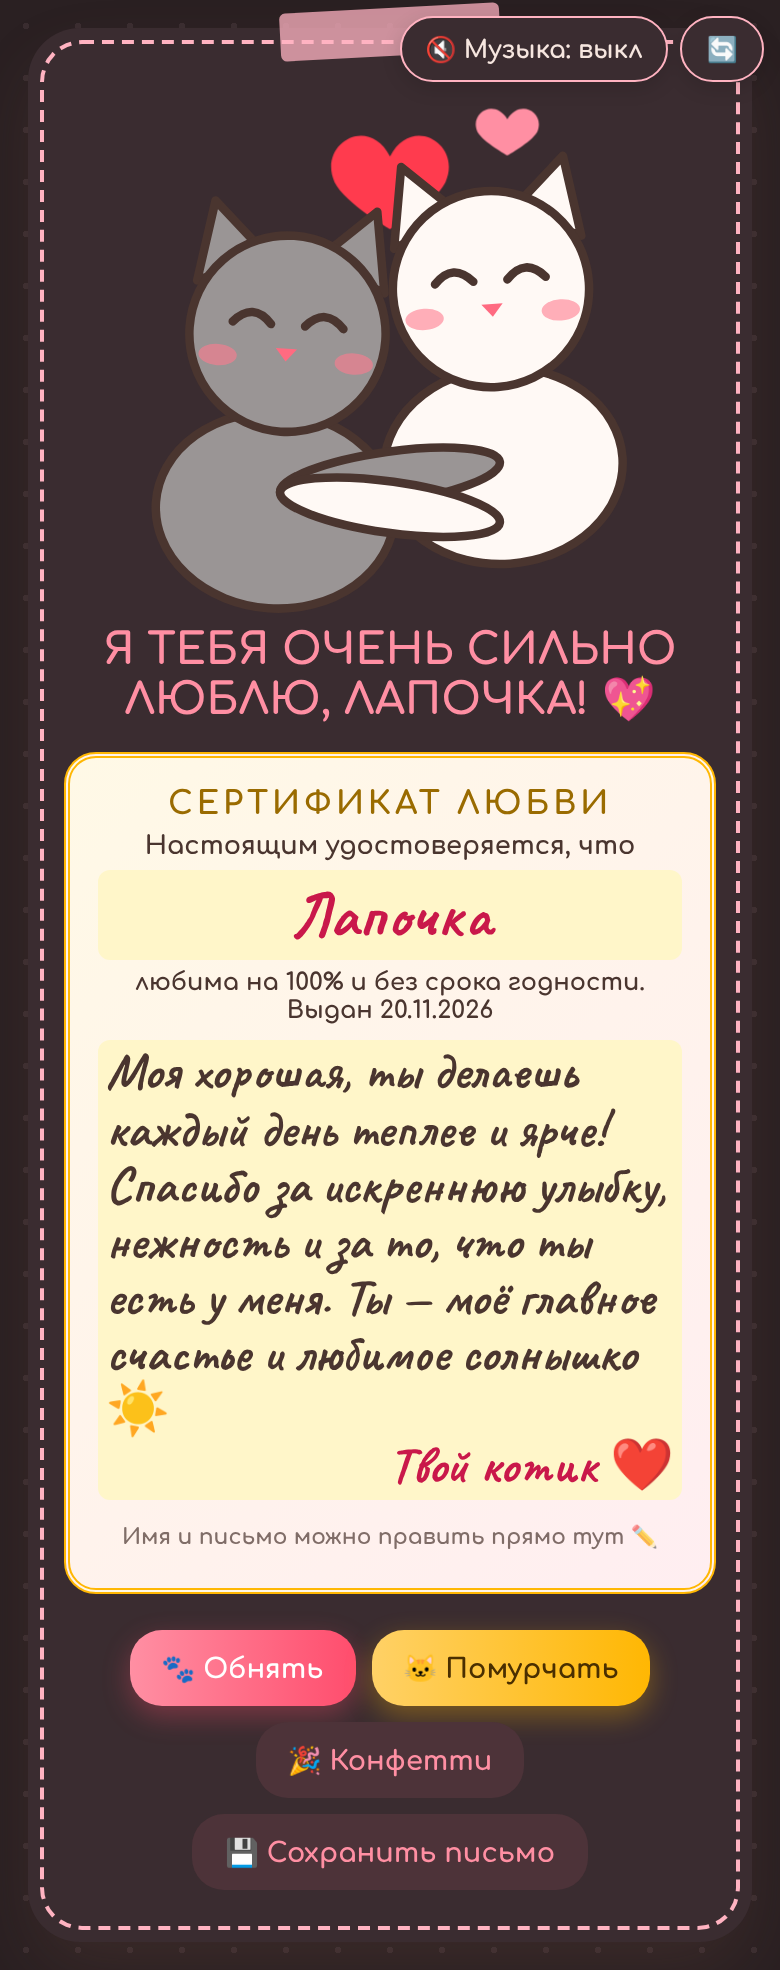 🔇 Музыка: выкл 🔄
Я ТЕБЯ ОЧЕНЬ СИЛЬНО
ЛЮБЛЮ, ЛАПОЧКА! 💖
СЕРТИФИКАТ ЛЮБВИ
Настоящим удостоверяется, что
Лапочка
любима на 100% и без срока годности.
Выдан 20.11.2026
Моя хорошая, ты делаешь
каждый день теплее и ярче!
Спасибо за искреннюю улыбку,
нежность и за то, что ты
есть у меня. Ты — моё главное
счастье и любимое солнышко
☀️
Твой котик ❤️
Имя и письмо можно править прямо тут ✏️
🐾 Обнять
🐱 Помурчать
🎉 Конфетти
💾 Сохранить письмо